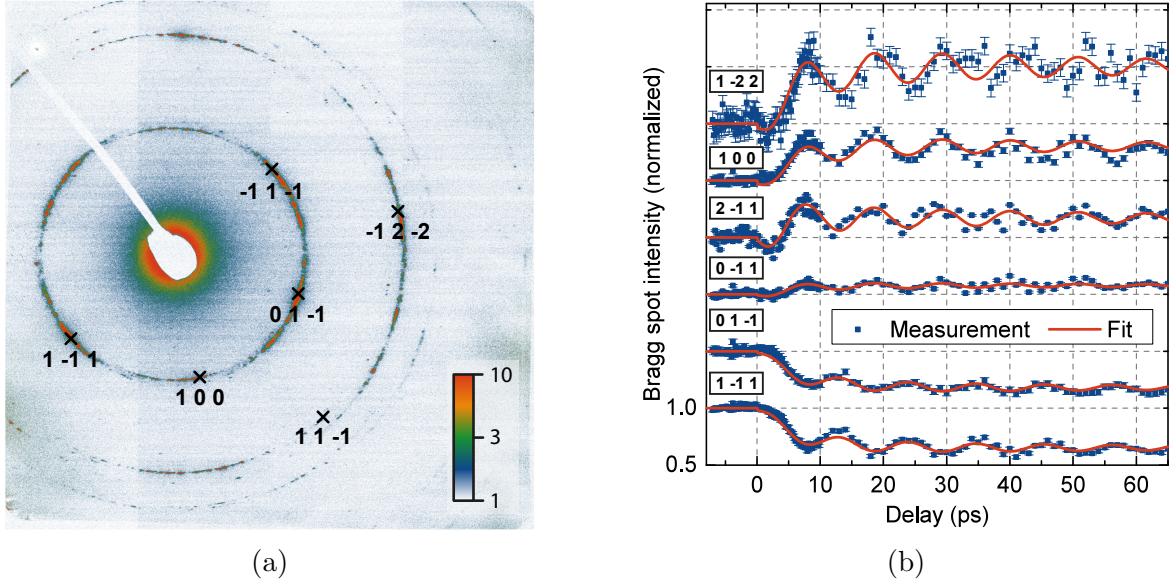 -1 1 -1
-1 2 -2
0 1 -1
1 -1 1
1 0 0
1 1 -1
10
3
1
(a)
Bragg spot intensity (normalized)
1 -2 2
1 0 0
2 -1 1
0 -1 1
0 1 -1
Measurement
Fit
1 -1 1
1.0
0.5
0 10 20 30 40 50 60
Delay (ps)
(b)